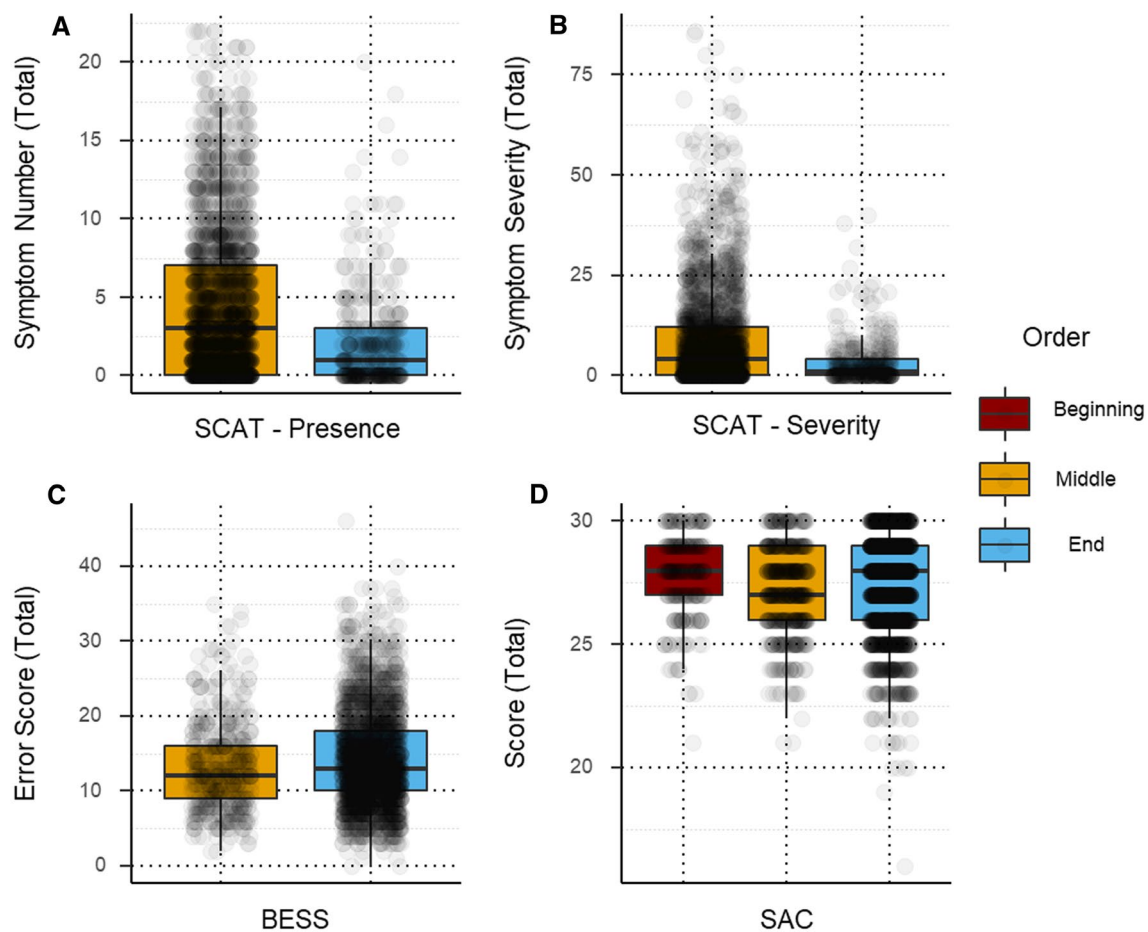 A
Symptom Number (Total)
20
15
10
5
0
SCAT - Presence
B
Symptom Severity (Total)
75
50
25
0
SCAT - Severity
Order
Beginning
Middle
End
C
Error Score (Total)
40
30
20
10
0
BESS
D
Score (Total)
30
25
20
SAC